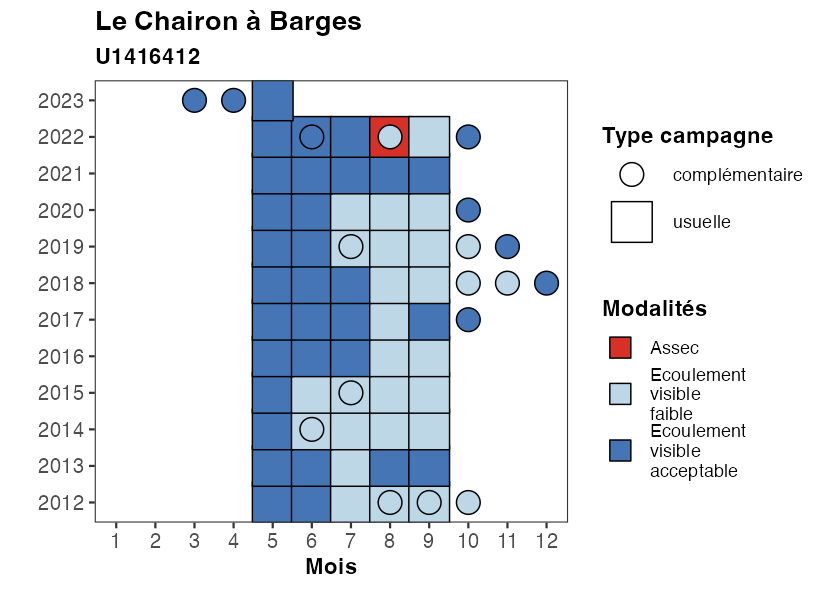 Le Chairon à Barges
U1416412
2023
2022
2021
2020
2019
2018
2017
2016
2015
2014
2013
2012
1 2 3 4 5 6 7 8 9 10 11 12
Mois
Type campagne
complémentaire
usuelle
Modalités
Assec
Ecoulement
visible
faible
Ecoulement
visible
acceptable